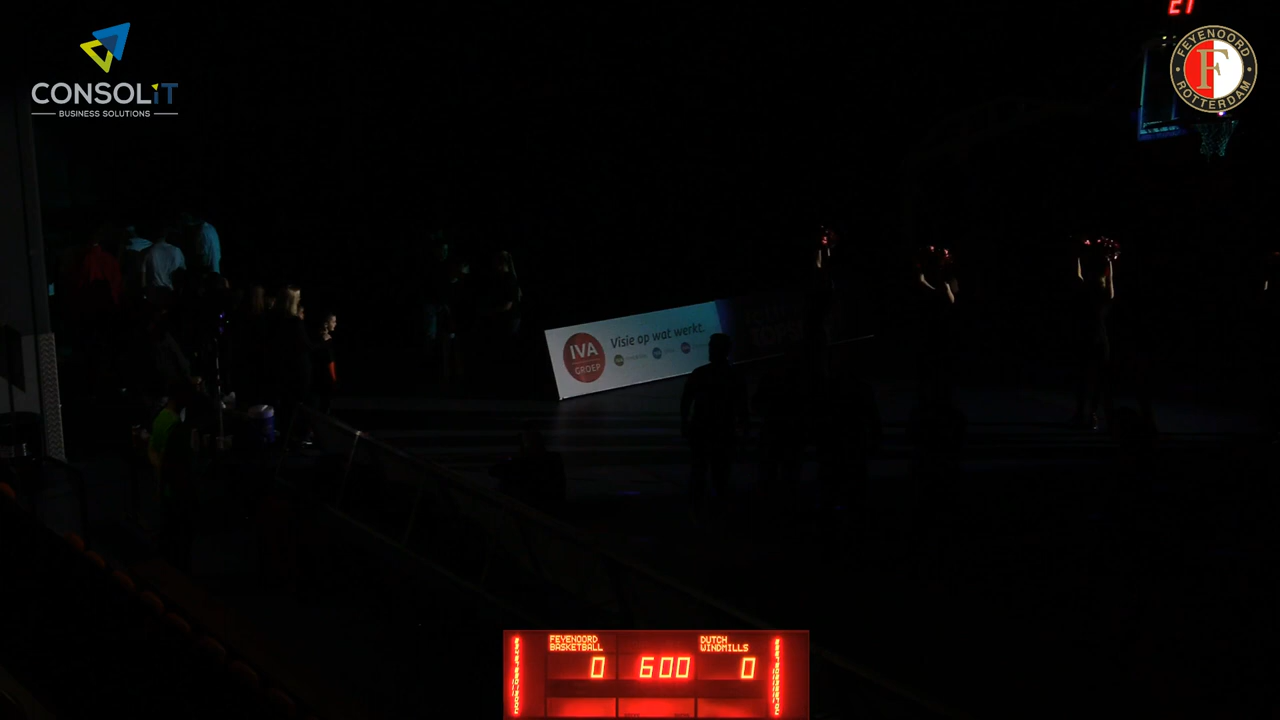 21
CONSOLiT
BUSINESS SOLUTIONS
FEYENOORD
F
ROTTERDAM
IVA
GROEP
Visie op wat werkt.
FEYENOORD
BASKETBALL
DUTCH
WINDMILLS
0
600
0